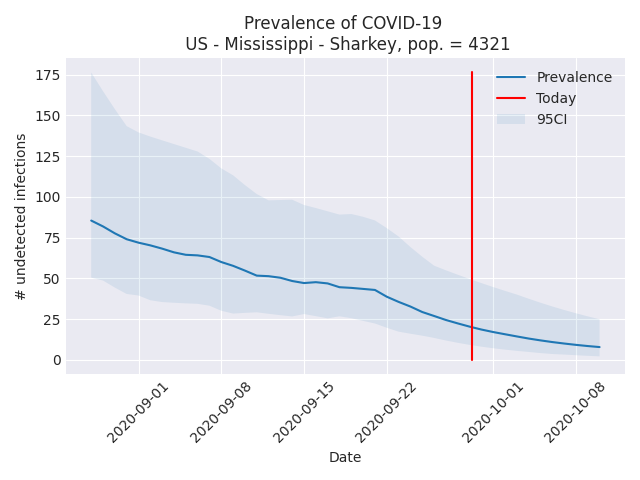 Prevalence of COVID-19
US - Mississippi - Sharkey, pop. = 4321
# undetected infections
175
150
125
100
75
50
25
0
Prevalence
Today
95CI
2020-09-01
2020-09-08
2020-09-15
2020-09-22
2020-10-01
2020-10-08
Date